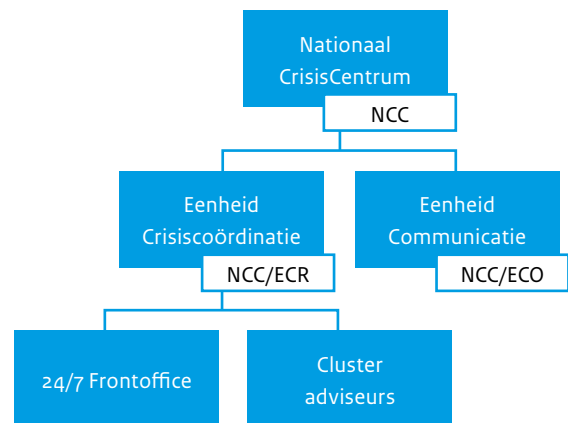 Nationaal
CrisisCentrum
NCC
Eenheid
Crisiscoördinatie
NCC/ECR
Eenheid
Communicatie
NCC/ECO
24/7 Frontoffice
Cluster
adviseurs